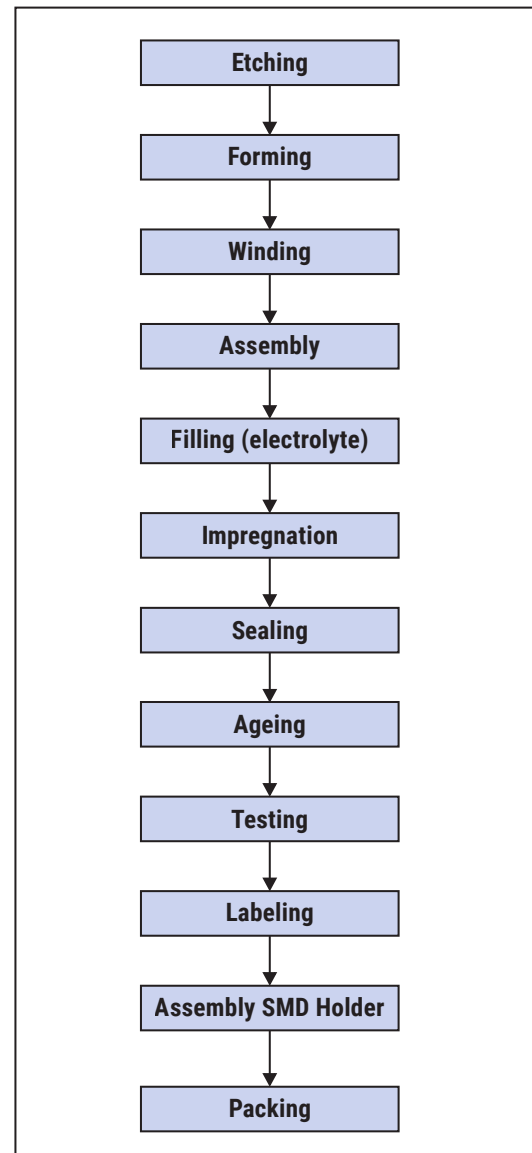 Etching
Forming
Winding
Assembly
Filling (electrolyte)
Impregnation
Sealing
Ageing
Testing
Labeling
Assembly SMD Holder
Packing